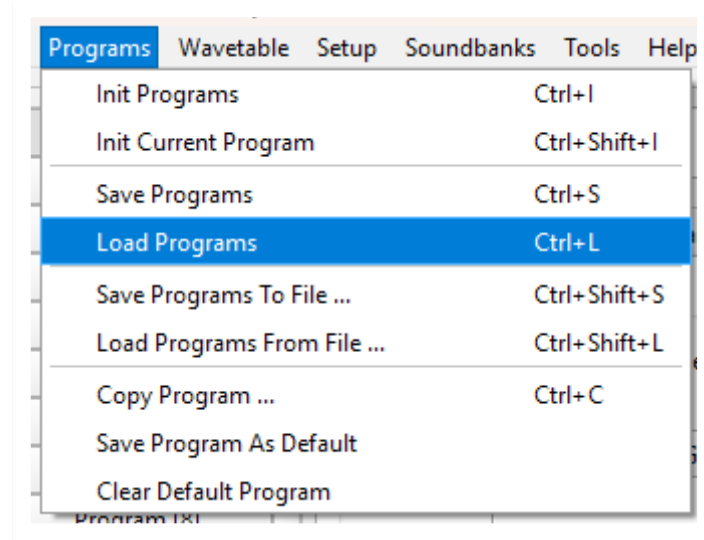 Programs Wavetable Setup Soundbanks Tools Help
Init Programs Ctrl+I
Init Current Program Ctrl+Shift+I
Save Programs Ctrl+S
Load Programs Ctrl+L
Save Programs To File ... Ctrl+Shift+S
Load Programs From File ... Ctrl+Shift+L
Copy Program ... Ctrl+C
Save Program As Default
Clear Default Program
Program [8]